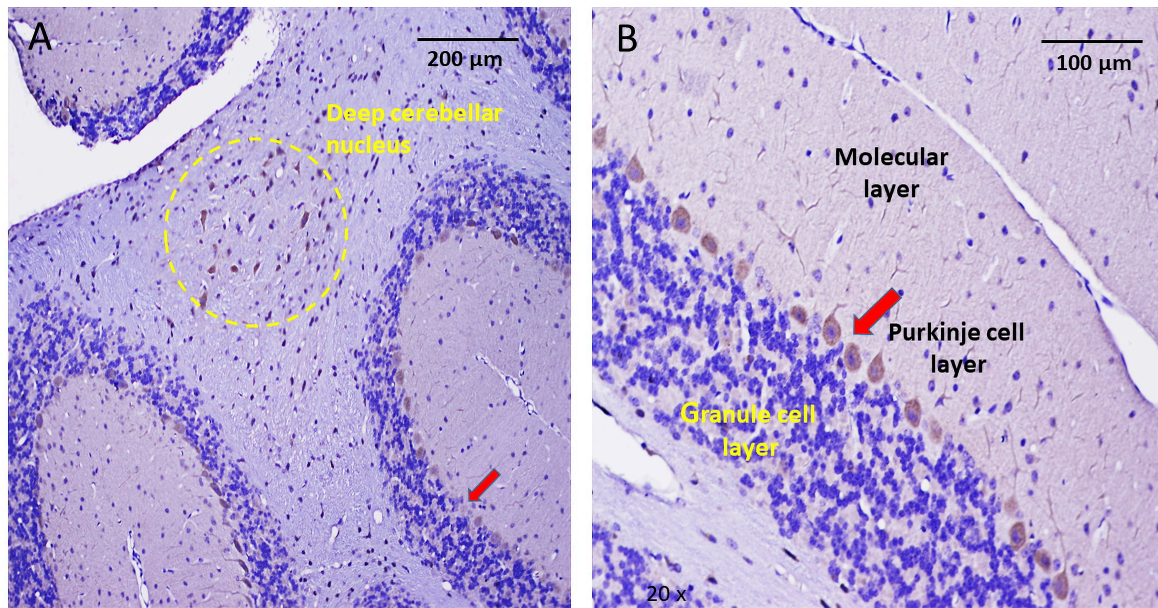 A
200 µm
Deep cerebellar
nucleus
B
100 µm
Molecular
layer
Purkinje cell
layer
Granule cell
layer
20 x